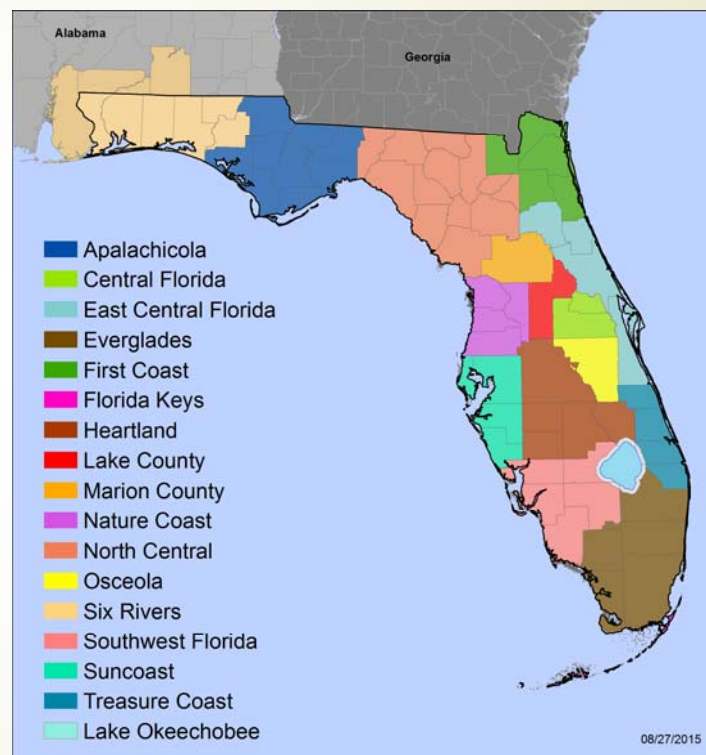 Alabama
Georgia
Apalachicola
Central Florida
East Central Florida
Everglades
First Coast
Florida Keys
Heartland
Lake County
Marion County
Nature Coast
North Central
Osceola
Six Rivers
Southwest Florida
Suncoast
Treasure Coast
Lake Okeechobee
08/27/2015